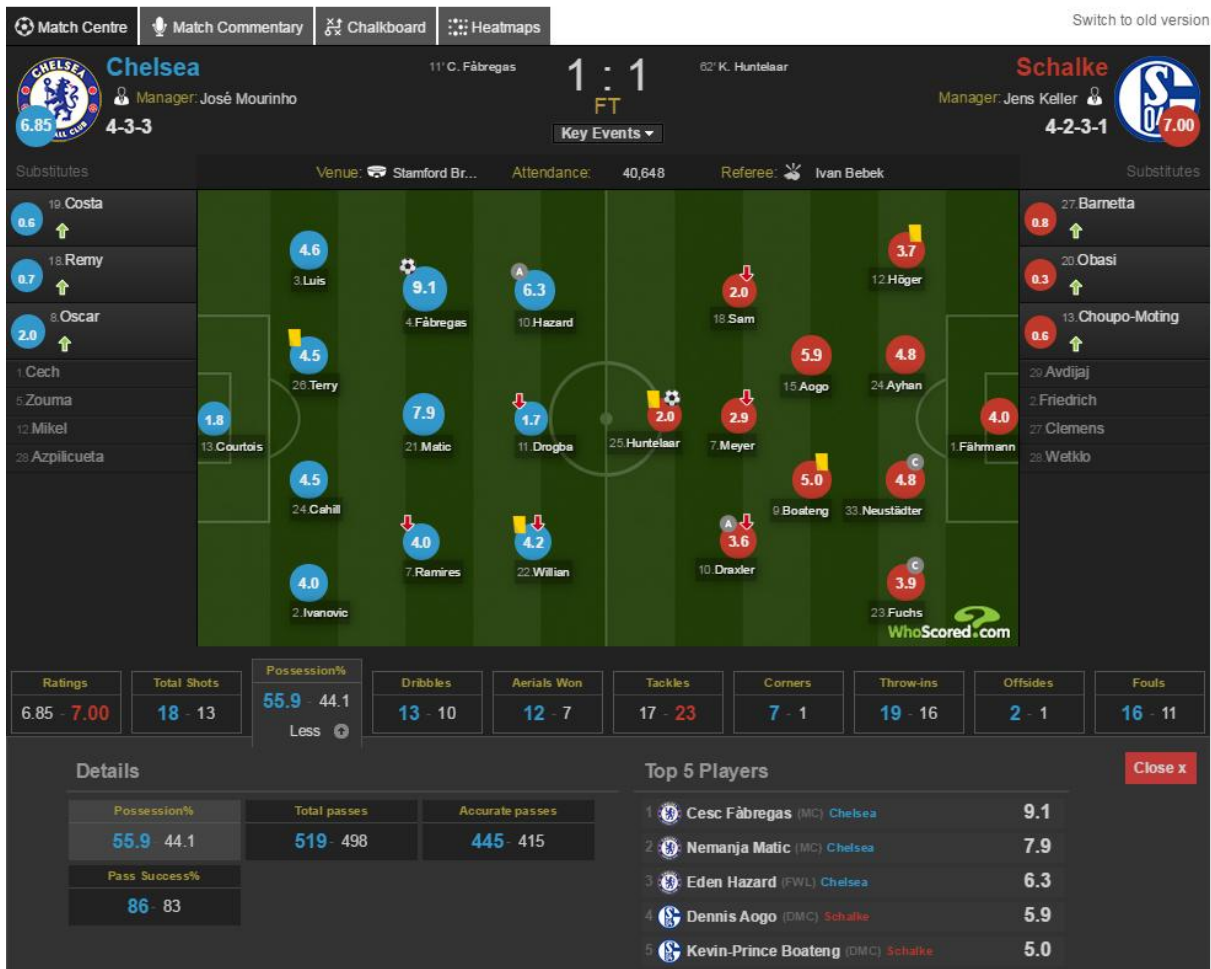 Match Centre
Match Commentary
Chalkboard
Heatmaps
Switch to old version
CHELSEA
Chelsea
Manager: José Mourinho
6.85
4-3-3
11' C. Fàbregas
1 : 1
FT
Key Events
62' K. Huntelaar
Schalke
Manager: Jens Keller
4-2-3-1
7.00
Substitutes
Venue: Stamford Br...
Attendance: 40,648
Referee: Ivan Bebek
Substitutes
19.Costa
0.6
18.Remy
0.7
8.Oscar
2.0
1.Cech
5.Zouma
12.Mikel
28.Azpilicueta
4.6
3.Luis
4.5
26.Terry
1.8
13.Courtois
4.5
24.Cahill
4.0
2.Ivanovic
9.1
4.Fàbregas
7.9
21.Matic
4.0
7.Ramires
A
6.3
10.Hazard
1.7
11.Drogba
4.2
22.Willian
2.0
25.Huntelaar
2.0
18.Sam
2.9
7.Meyer
A
3.6
10.Draxler
5.9
15.Aogo
5.0
9.Boateng
3.7
12.Höger
4.8
24.Ayhan
C
4.8
33.Neustädter
C
3.9
23.Fuchs
4.0
1.Fährmann
WhoScored.com
27.Barnetta
0.8
20.Obasi
0.3
13.Choupo-Moting
0.6
29.Avdijaj
2.Friedrich
27.Clemens
28.Wetklo
Ratings
6.85 - 7.00
Total Shots
18 - 13
Possession%
55.9 - 44.1
Less
Dribbles
13 - 10
Aerials Won
12 - 7
Tackles
17 - 23
Corners
7 - 1
Throw-ins
19 - 16
Offsides
2 - 1
Fouls
16 - 11
Details
Possession%
55.9 - 44.1
Total passes
519 - 498
Accurate passes
445 - 415
Pass Success%
86 - 83
Top 5 Players
Close x
1 Cesc Fàbregas (MC) Chelsea 9.1
2 Nemanja Matic (MC) Chelsea 7.9
3 Eden Hazard (FWL) Chelsea 6.3
4 Dennis Aogo (DMC) Schalke 5.9
5 Kevin-Prince Boateng (DMC) Schalke 5.0